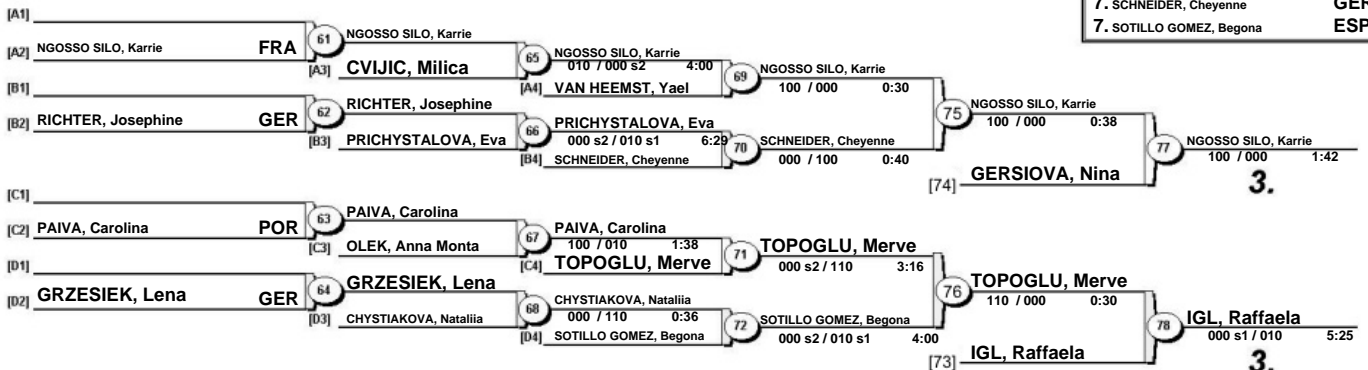 7. SCHNEIDER, Cheyenne GER
7. SOTILLO GOMEZ, Begona ESP
[A1]
[A2] NGOSSO SILO, Karrie FRA
61
NGOSSO SILO, Karrie
[A3] CVIJIC, Milica
65
NGOSSO SILO, Karrie
010 / 000 s2 4:00
[A4] VAN HEEMST, Yael
69
NGOSSO SILO, Karrie
100 / 000 0:30
[B1]
[B2] RICHTER, Josephine GER
62
RICHTER, Josephine
[B3] PRICHYSTALOVA, Eva
66
PRICHYSTALOVA, Eva
000 s2 / 010 s1 6:29
[B4] SCHNEIDER, Cheyenne
70
SCHNEIDER, Cheyenne
000 / 100 0:40
75
NGOSSO SILO, Karrie
100 / 000 0:38
[74] GERSIOVA, Nina
77
NGOSSO SILO, Karrie
100 / 000 1:42
3.
[C1]
[C2] PAIVA, Carolina POR
63
PAIVA, Carolina
[C3] OLEK, Anna Monta
67
PAIVA, Carolina
100 / 010 1:38
[C4] TOPOGLU, Merve
71
TOPOGLU, Merve
000 s2 / 110 3:16
[D1]
[D2] GRZESIEK, Lena GER
64
GRZESIEK, Lena
[D3] CHYSTIAKOVA, Nataliia
68
CHYSTIAKOVA, Nataliia
000 / 110 0:36
[D4] SOTILLO GOMEZ, Begona
72
SOTILLO GOMEZ, Begona
000 s2 / 010 s1 4:00
76
TOPOGLU, Merve
110 / 000 0:30
[73] IGL, Raffaela
78
IGL, Raffaela
000 s1 / 010 5:25
3.